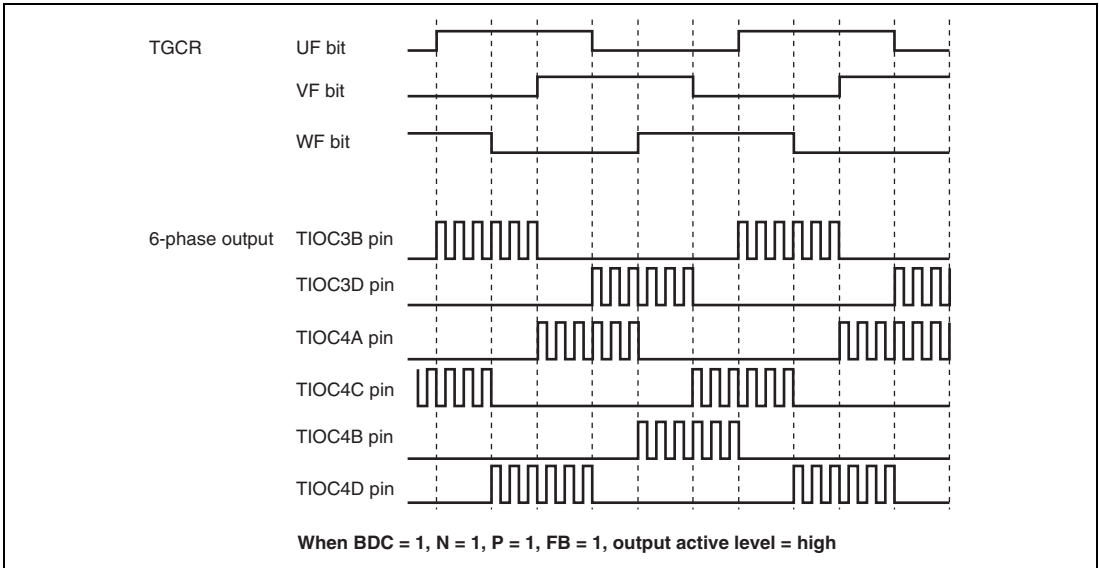 TGCR UF bit
VF bit
WF bit
6-phase output TIOC3B pin
TIOC3D pin
TIOC4A pin
TIOC4C pin
TIOC4B pin
TIOC4D pin
When BDC = 1, N = 1, P = 1, FB = 1, output active level = high